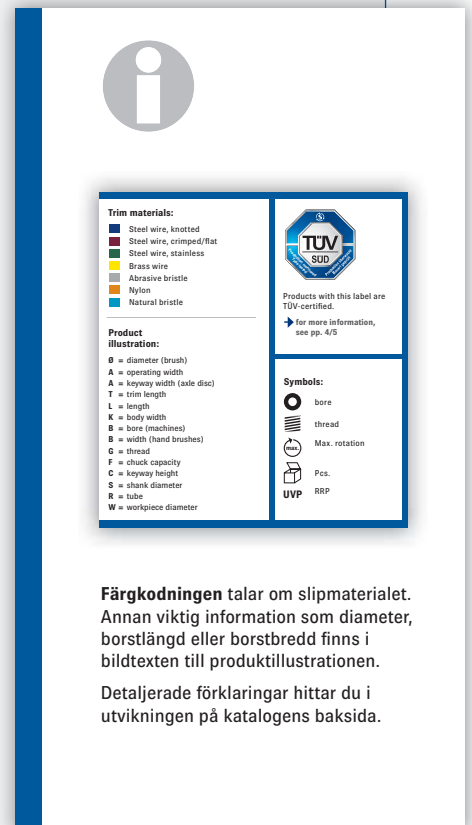 Trim materials:
Steel wire, knotted
Steel wire, crimped/flat
Steel wire, stainless
Brass wire
Abrasive bristle
Nylon
Natural bristle
Product
illustration:
Ø = diameter (brush)
A = operating width
A = keyway width (axle disc)
T = trim length
L = length
K = body width
B = bore (machines)
B = width (hand brushes)
G = thread
F = chuck capacity
C = keyway height
S = shank diameter
R = tube
W = workpiece diameter
TÜV
SÜD
Products with this label are
TÜV-certified.
for more information,
see pp. 4/5
Symbols:
bore
thread
max. Max. rotation
Pcs.
UVP RRP
Färgkodningen talar om slipmaterialet.
Annan viktig information som diameter,
borstlängd eller borstbredd finns i
bildtexten till produktillustrationen.
Detaljerade förklaringar hittar du i
utvikningen på katalogens baksida.